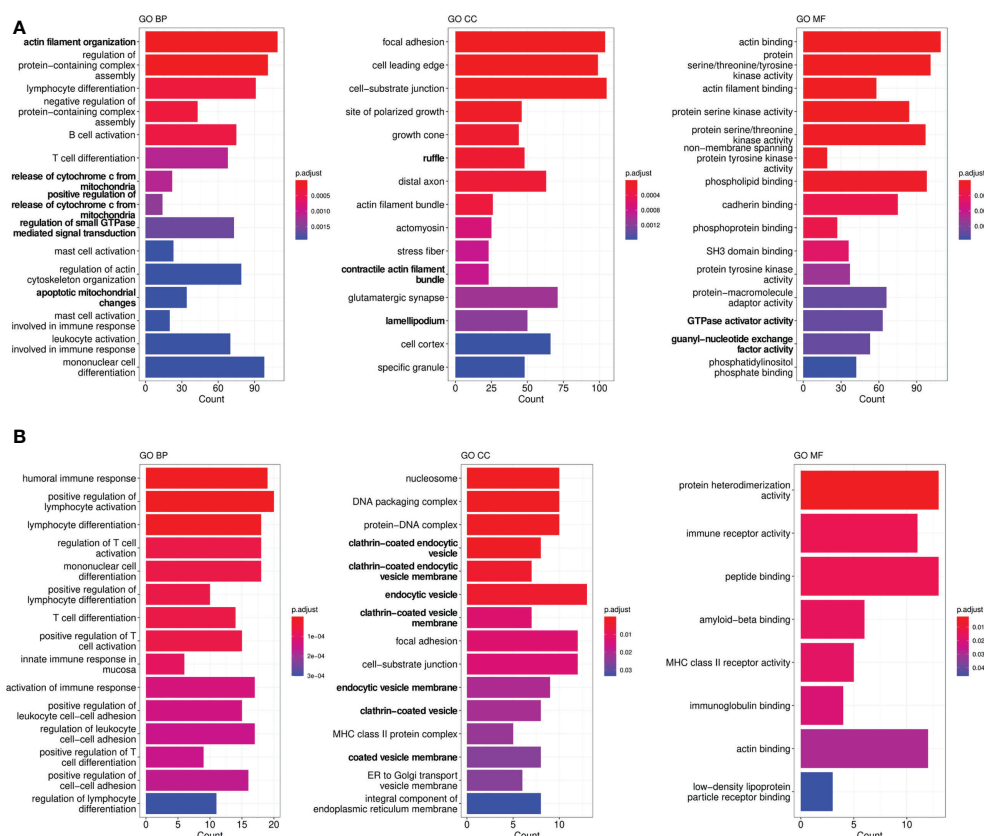 A
GO BP
actin filament organization
regulation of
protein−containing complex
assembly
lymphocyte differentiation
negative regulation of
protein−containing complex
assembly
B cell activation
T cell differentiation
release of cytochrome c from
mitochondria
positive regulation of
release of cytochrome c from
mitochondria
regulation of small GTPase
mediated signal transduction
mast cell activation
regulation of actin
cytoskeleton organization
apoptotic mitochondrial
changes
mast cell activation
involved in immune response
leukocyte activation
involved in immune response
mononuclear cell
differentiation
0 30 60 90
Count
p.adjust
0.0005
0.0010
0.0015
GO CC
focal adhesion
cell leading edge
cell−substrate junction
site of polarized growth
growth cone
ruffle
distal axon
actin filament bundle
actomyosin
stress fiber
contractile actin filament
bundle
glutamatergic synapse
lamellipodium
cell cortex
specific granule
0 25 50 75 100
Count
p.adjust
0.0004
0.0008
0.0012
GO MF
actin binding
protein
serine/threonine/tyrosine
kinase activity
actin filament binding
protein serine kinase activity
protein serine/threonine
kinase activity
non−membrane spanning
protein tyrosine kinase
activity
phospholipid binding
cadherin binding
phosphoprotein binding
SH3 domain binding
protein tyrosine kinase
activity
protein−macromolecule
adaptor activity
GTPase activator activity
guanyl−nucleotide exchange
factor activity
phosphatidylinositol
phosphate binding
0 30 60 90
Count
p.adjust
B
GO BP
humoral immune response
positive regulation of
lymphocyte activation
lymphocyte differentiation
regulation of T cell
activation
mononuclear cell
differentiation
positive regulation of
lymphocyte differentiation
T cell differentiation
positive regulation of T
cell activation
innate immune response in
mucosa
activation of immune response
positive regulation of
leukocyte cell−cell adhesion
regulation of leukocyte
cell−cell adhesion
positive regulation of T
cell differentiation
positive regulation of
cell−cell adhesion
regulation of lymphocyte
differentiation
0 5 10 15 20
Count
p.adjust
1e−04
2e−04
3e−04
GO CC
nucleosome
DNA packaging complex
protein−DNA complex
clathrin−coated endocytic
vesicle
clathrin−coated endocytic
vesicle membrane
endocytic vesicle
clathrin−coated vesicle
membrane
focal adhesion
cell−substrate junction
endocytic vesicle membrane
clathrin−coated vesicle
MHC class II protein complex
coated vesicle membrane
ER to Golgi transport
vesicle membrane
integral component of
endoplasmic reticulum membrane
0 5 10
Count
p.adjust
0.01
0.02
0.03
GO MF
protein heterodimerization
activity
immune receptor activity
peptide binding
amyloid−beta binding
MHC class II receptor activity
immunoglobulin binding
actin binding
low−density lipoprotein
particle receptor binding
0 5 10
Count
p.adjust
0.01
0.02
0.03
0.04